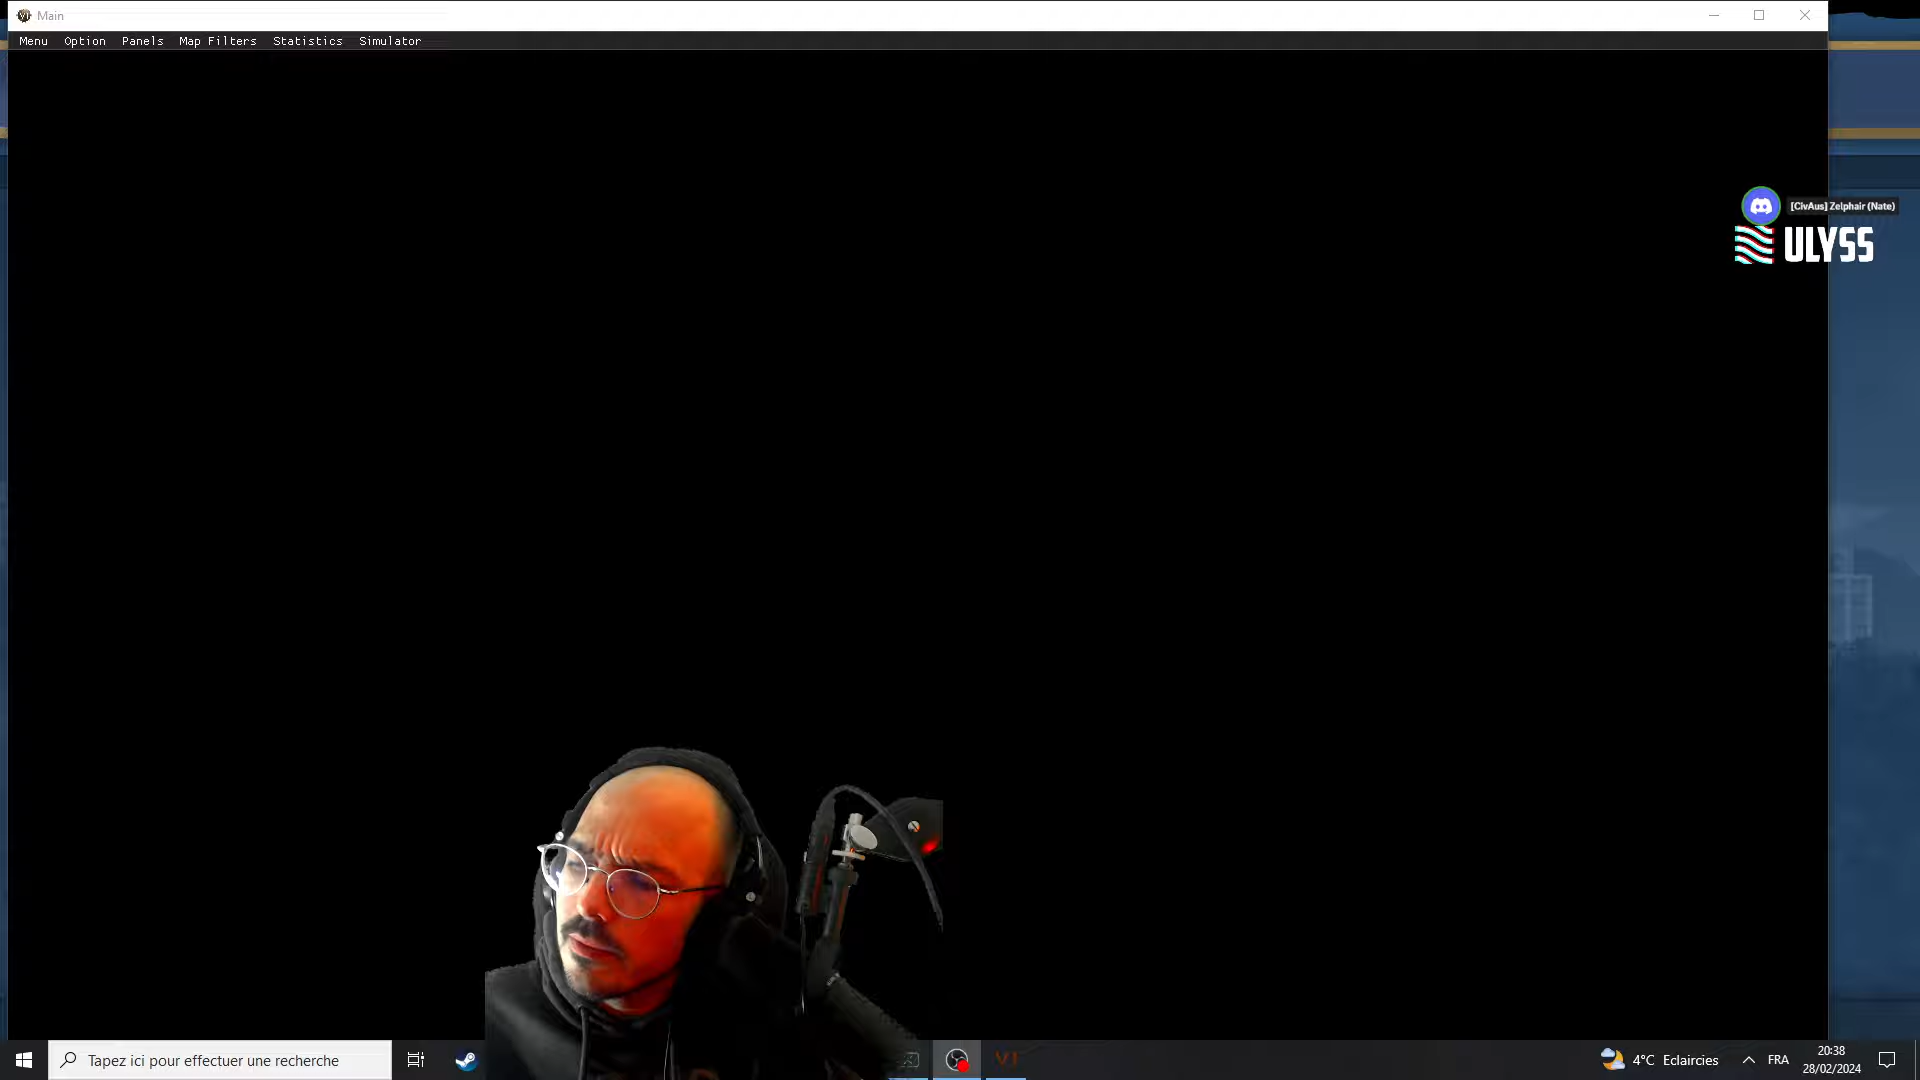 Main
Menu Option Panels Map Filters Statistics Simulator
[CivAus] Zelphair (Nate)
ULYSS
Tapez ici pour effectuer une recherche
VI
4°C Eclaircies
FRA
20:38
28/02/2024